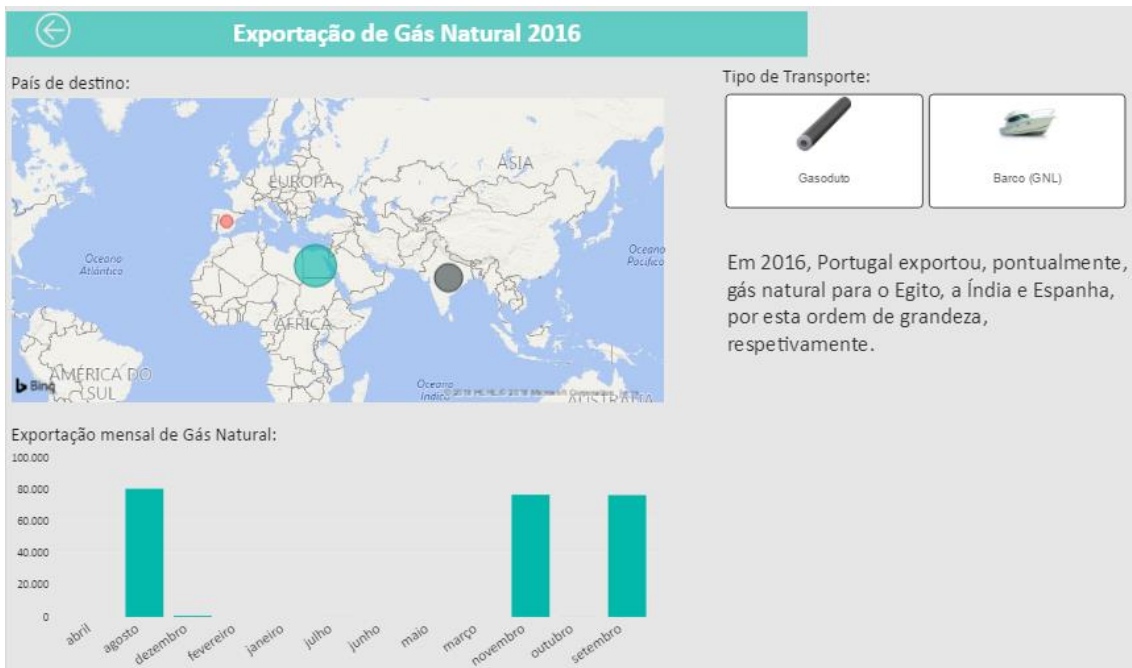 Exportação de Gás Natural 2016
País de destino:
Tipo de Transporte:
Gasoduto
Barco (GNL)
ÁSIA
EUROPA
Oceano
Atlântico
Oceano
Pacífico
ÁFRICA
AMÉRICA DO
SUL
Bing
Oceano
Índico
AUSTRÁLIA
Em 2016, Portugal exportou, pontualmente,
gás natural para o Egito, a Índia e Espanha,
por esta ordem de grandeza,
respetivamente.
Exportação mensal de Gás Natural:
100.000
80.000
60.000
40.000
20.000
0
abril
agosto
dezembro
fevereiro
janeiro
julho
junho
maio
março
novembro
outubro
setembro